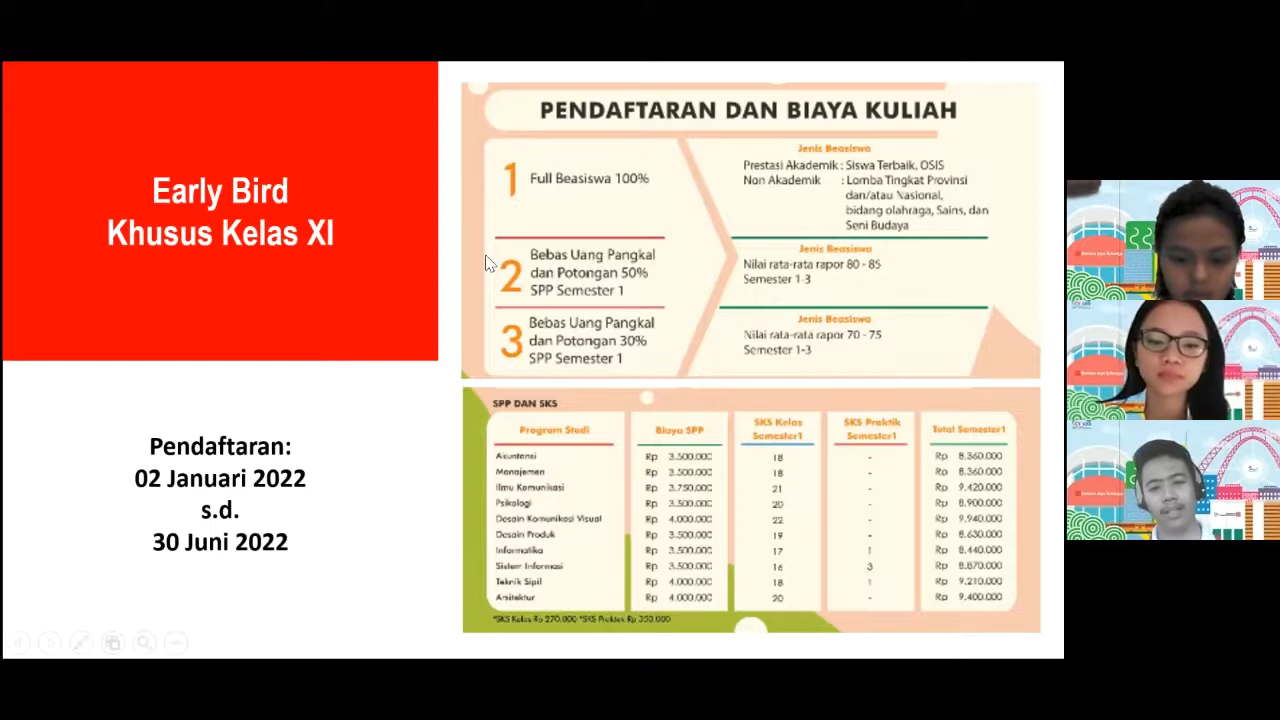 Early Bird
Khusus Kelas XI
Pendaftaran:
02 Januari 2022
s.d.
30 Juni 2022
PENDAFTARAN DAN BIAYA KULIAH
1 Full Beasiswa 100%
Jenis Beasiswa
Prestasi Akademik : Siswa Terbaik, OSIS
Non Akademik : Lomba Tingkat Provinsi
dan/atau Nasional,
bidang olahraga, Sains, dan
Seni Budaya
2 Bebas Uang Pangkal
dan Potongan 50%
SPP Semester 1
Jenis Beasiswa
Nilai rata-rata rapor 80 - 85
Semester 1-3
3 Bebas Uang Pangkal
dan Potongan 30%
SPP Semester 1
Jenis Beasiswa
Nilai rata-rata rapor 70 - 75
Semester 1-3
SPP DAN SKS
Program Studi Biaya SPP SKS Kelas Semester1 SKS Praktik Semester1 Total Semester1
Akuntansi Rp 3.500.000 18 - Rp 8.360.000
Manajemen Rp 3.500.000 18 - Rp 8.360.000
Ilmu Komunikasi Rp 3.750.000 21 - Rp 9.420.000
Psikologi Rp 3.500.000 20 - Rp 8.900.000
Desain Komunikasi Visual Rp 4.000.000 22 - Rp 9.940.000
Desain Produk Rp 3.500.000 19 - Rp 8.630.000
Informatika Rp 3.500.000 17 1 Rp 8.440.000
Sistem Informasi Rp 3.500.000 16 3 Rp 8.870.000
Teknik Sipil Rp 4.000.000 18 1 Rp 9.210.000
Arsitektur Rp 4.000.000 20 - Rp 9.400.000
*SKS Kelas Rp 270.000 *SKS Praktek Rp 350.000